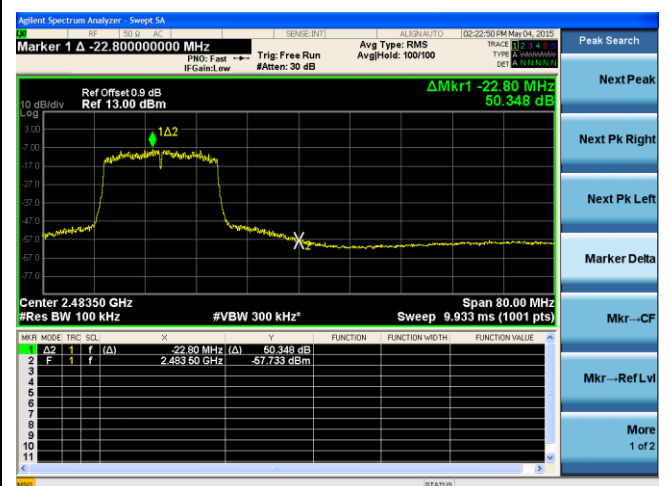 Agilent Spectrum Analyzer - Swept SA
RF 50 Ω AC SENSE:INT ALIGNAUTO 02:22:50 PM May 04, 2015
Marker 1 Δ -22.800000000 MHz Avg Type: RMS TRACE 1 2 3 4 5 6
PNO: Fast Trig: Free Run Avg|Hold: 100/100 TYPE
IFGain:Low #Atten: 30 dB DET A N N N N N
Peak Search
Next Peak
Next Pk Right
Next Pk Left
Marker Delta
Mkr→CF
Mkr→Ref Lvl
More
1 of 2
ΔMkr1 -22.80 MHz
50.348 dB
Ref Offset 0.9 dB
10 dB/div Ref 13.00 dBm
Log
3.00
-7.00
-17.0
-27.0
-37.0
-47.0
-57.0
-67.0
-77.0
1Δ2
2
Center 2.48350 GHz Span 80.00 MHz
#Res BW 100 kHz #VBW 300 kHz* Sweep 9.933 ms (1001 pts)
MKR MODE TRC SCL X Y FUNCTION FUNCTION WIDTH FUNCTION VALUE
1 Δ2 1 f (Δ) -22.80 MHz (Δ) 50.348 dB
2 F 1 f 2.483 50 GHz -57.733 dBm
3
4
5
6
7
8
9
10
11
MSG STATUS